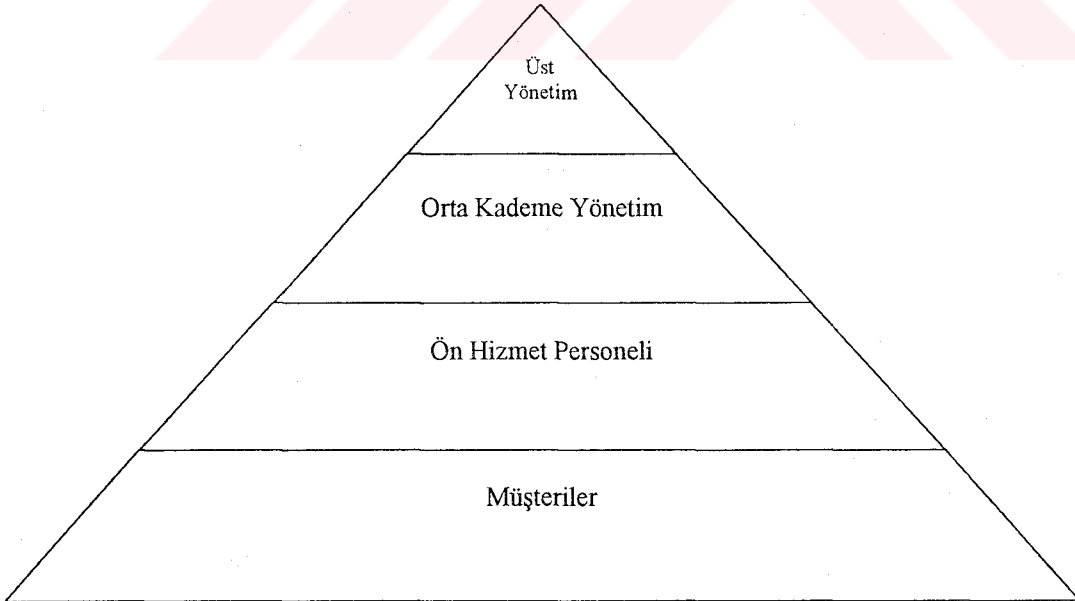 Üst
Yönetim
Orta Kademe Yönetim
Ön Hizmet Personeli
Müşteriler